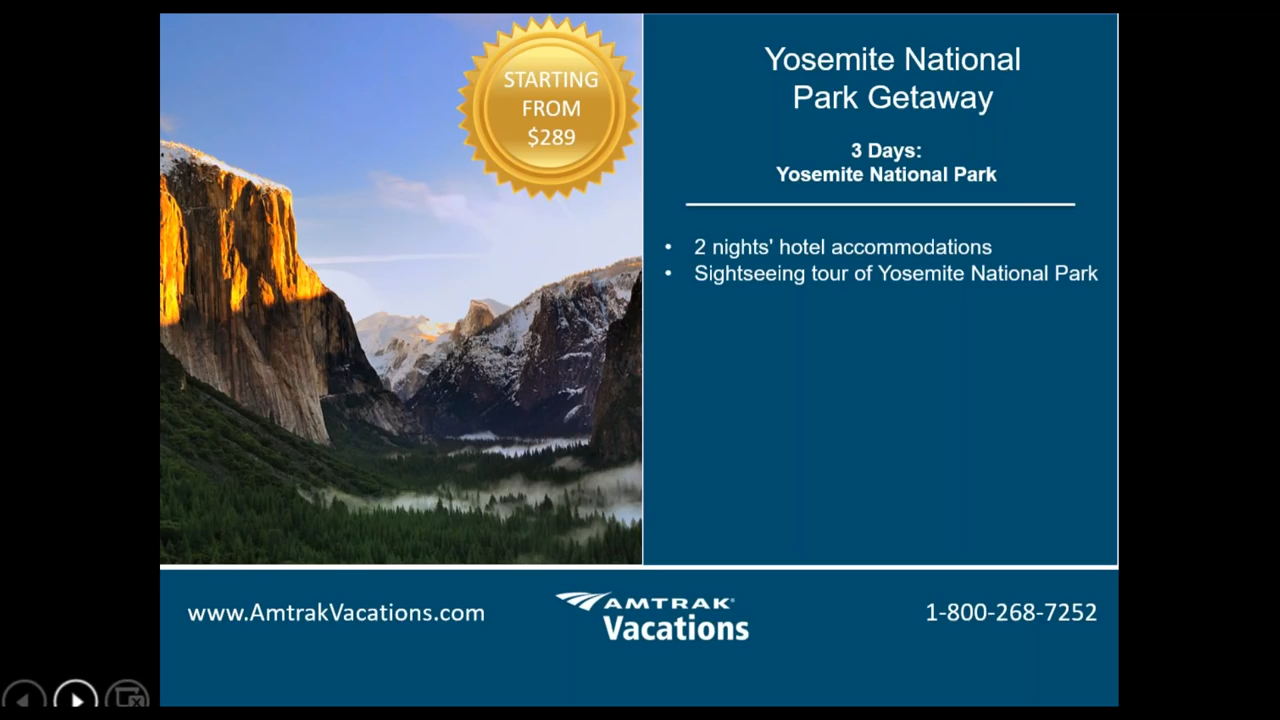 STARTING
FROM
$289
Yosemite National
Park Getaway
3 Days:
Yosemite National Park
• 2 nights' hotel accommodations
• Sightseeing tour of Yosemite National Park
www.AmtrakVacations.com
AMTRAK®
Vacations
1-800-268-7252